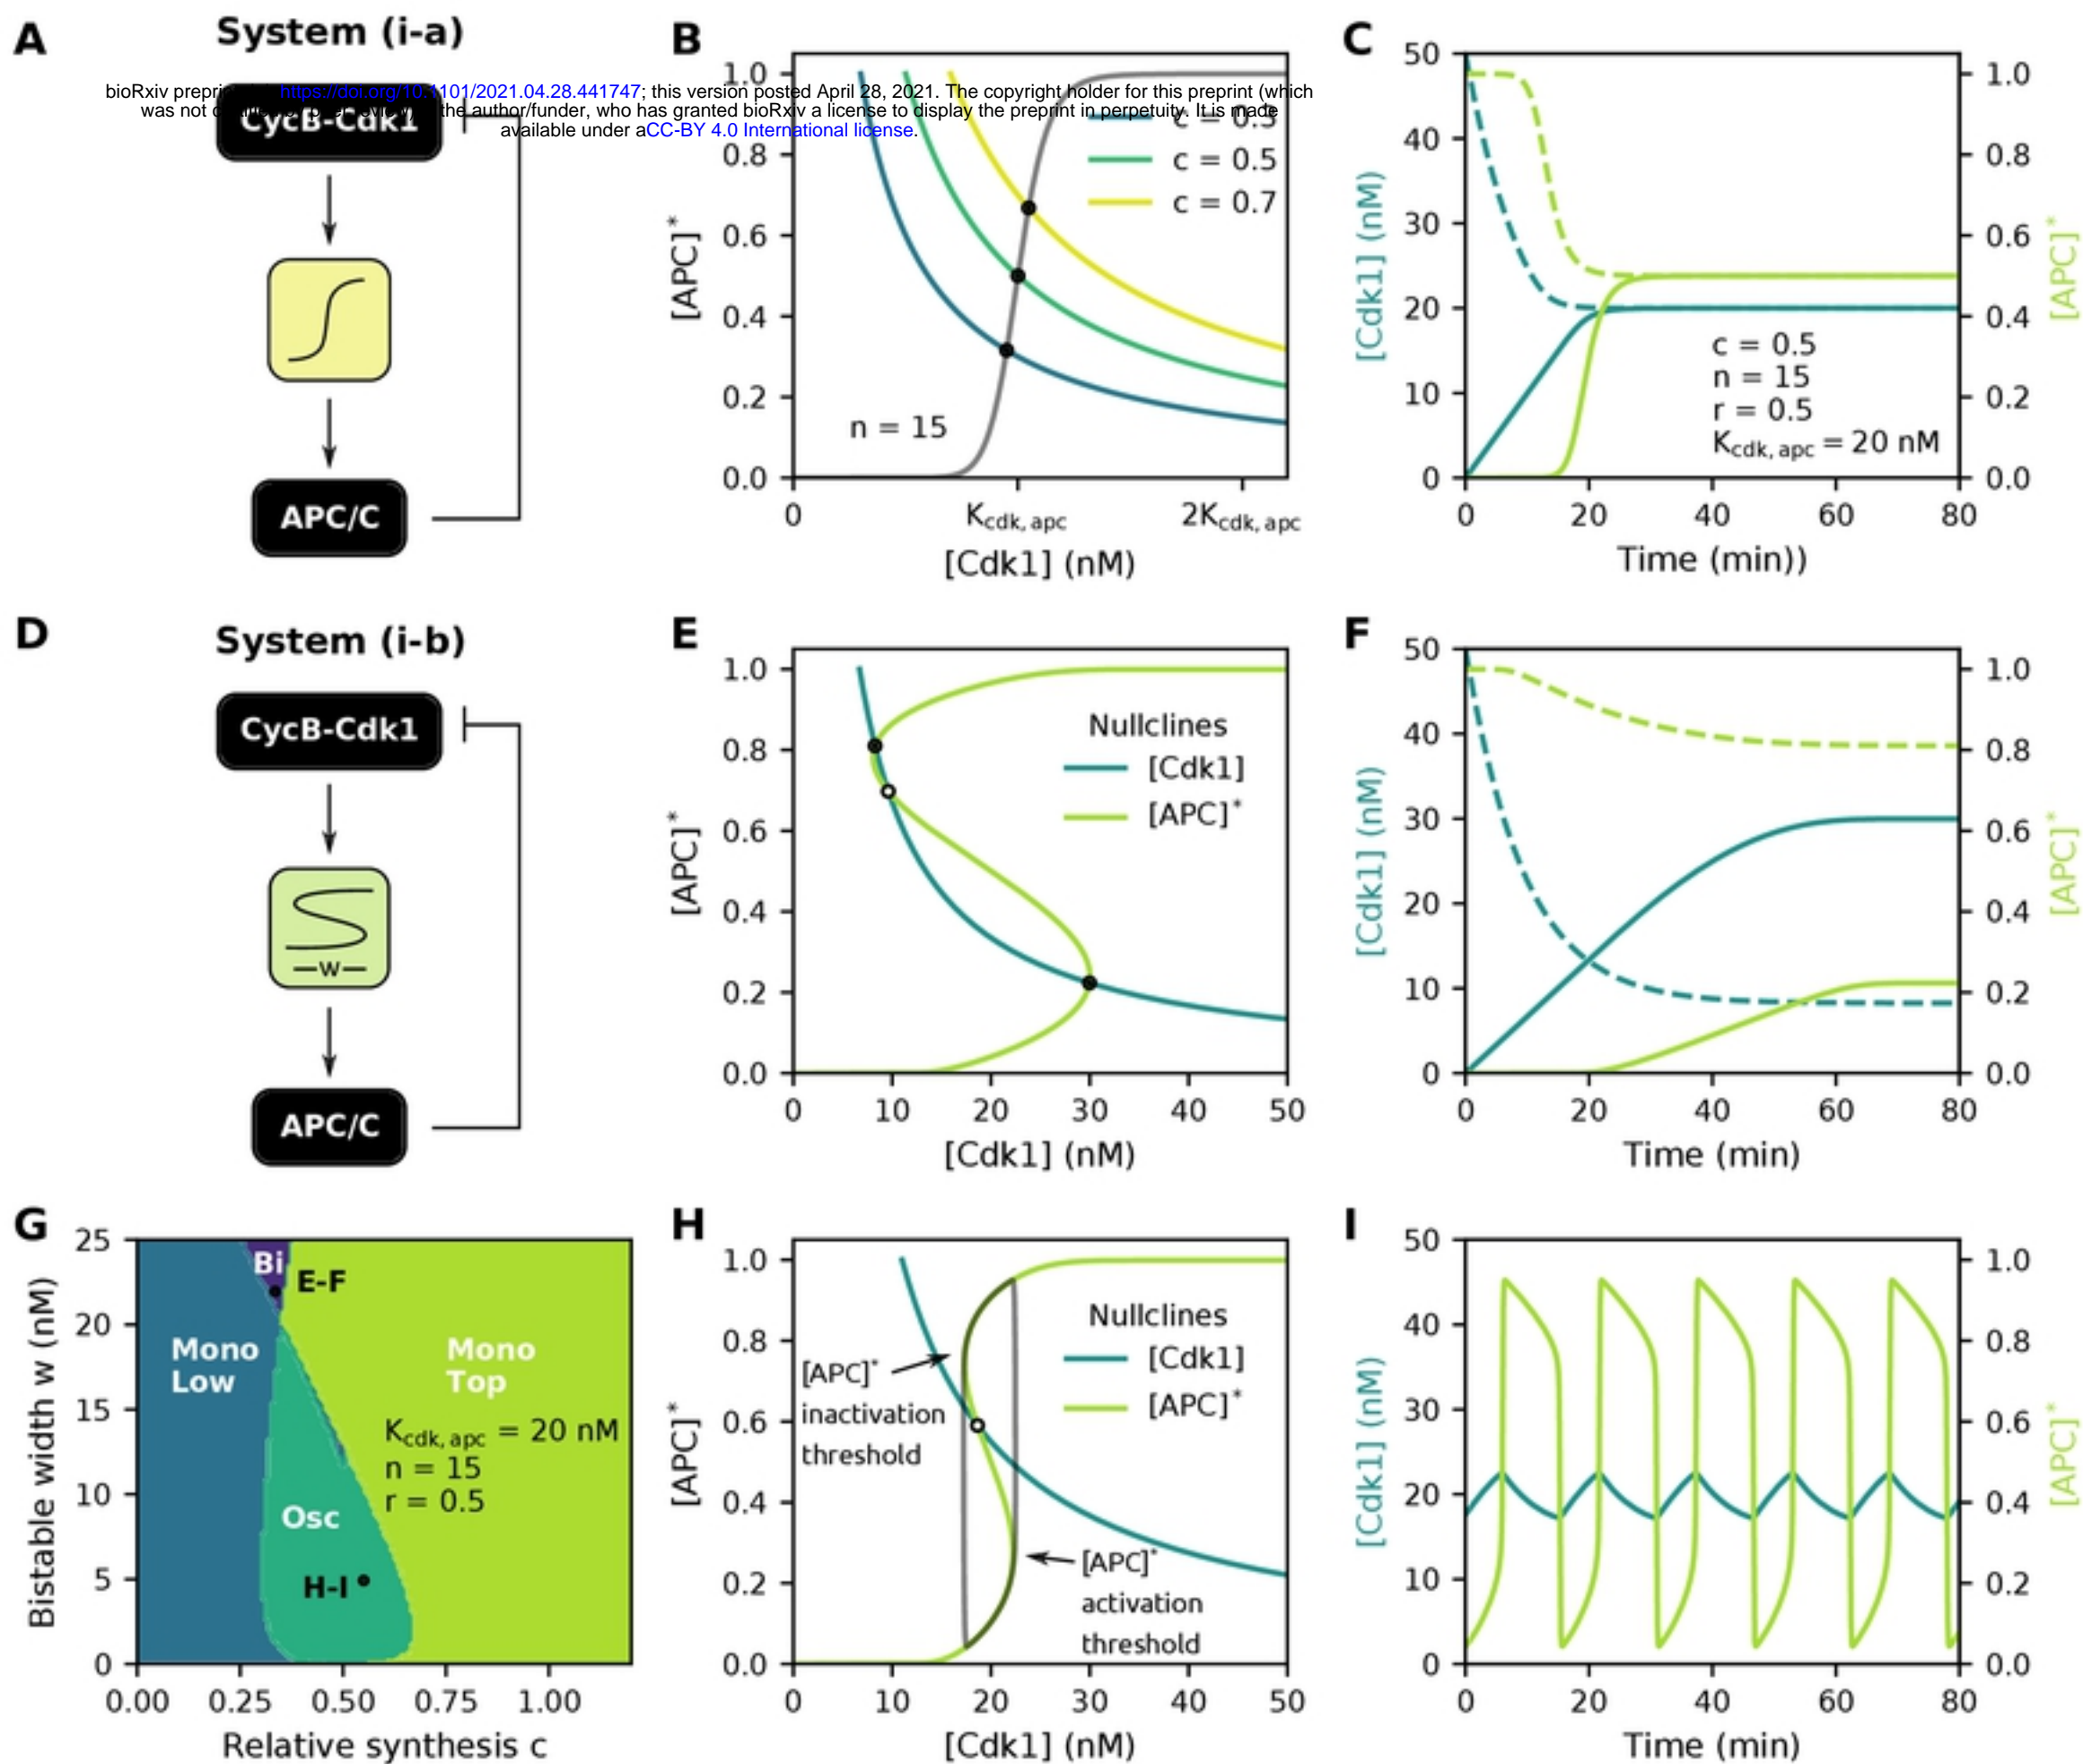 A
System (i-a)
CycB-Cdk1
APC/C
bioRxiv
https://doi.org/10.1101/2021.04.28.441747; this version posted April 28, 2021. The copyright holder for this preprint (which
was not
the author/funder, who has granted bioRxiv a license to display the preprint in perpetuity. It is made
available under aCC-BY 4.0 International license.
B
[APC]*
1.0
0.8
0.6
0.4
0.2
0.0
c = 0.3
c = 0.5
c = 0.7
n = 15
0
Kcdk, apc
2Kcdk, apc
[Cdk1] (nM)
C
[Cdk1] (nM)
50
40
30
20
10
0
c = 0.5
n = 15
r = 0.5
Kcdk, apc = 20 nM
1.0
0.8
0.6
0.4
0.2
0.0
[APC]*
0 20 40 60 80
Time (min))
D
System (i-b)
CycB-Cdk1
w
APC/C
E
[APC]*
1.0
0.8
0.6
0.4
0.2
0.0
Nullclines
[Cdk1]
[APC]*
0 10 20 30 40 50
[Cdk1] (nM)
F
[Cdk1] (nM)
50
40
30
20
10
0
1.0
0.8
0.6
0.4
0.2
0.0
[APC]*
0 20 40 60 80
Time (min)
G
Bistable width w (nM)
25
20
15
10
5
0
Bi
E-F
Mono
Low
Mono
Top
Kcdk, apc = 20 nM
n = 15
r = 0.5
Osc
H-I
0.00 0.25 0.50 0.75 1.00
Relative synthesis c
H
[APC]*
1.0
0.8
0.6
0.4
0.2
0.0
Nullclines
[Cdk1]
[APC]*
[APC]*
inactivation
threshold
[APC]*
activation
threshold
0 10 20 30 40 50
[Cdk1] (nM)
I
[Cdk1] (nM)
50
40
30
20
10
0
1.0
0.8
0.6
0.4
0.2
0.0
[APC]*
0 20 40 60 80
Time (min)